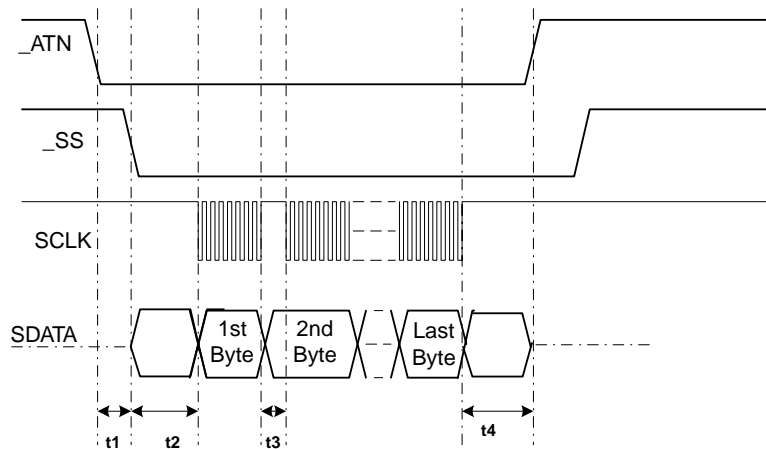 _ATN
_SS
SCLK
SDATA
1st
Byte
2nd
Byte
Last
Byte
t1
t2
t3
t4